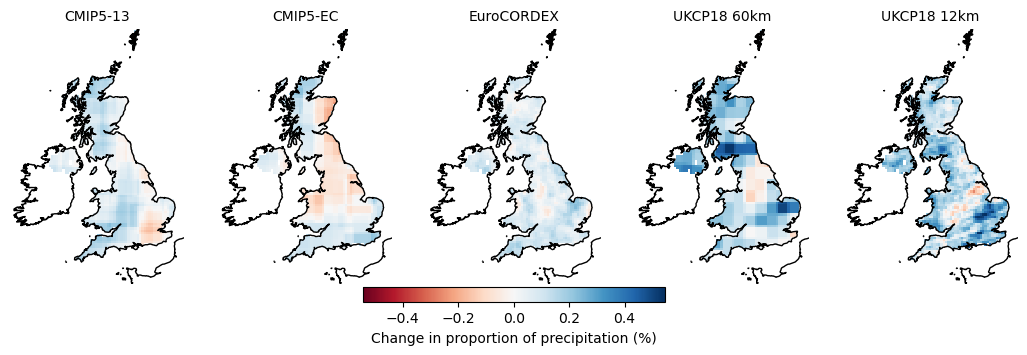 CMIP5-13 CMIP5-EC EuroCORDEX UKCP18 60km UKCP18 12km
−0.4 −0.2 0.0 0.2 0.4
Change in proportion of precipitation (%)